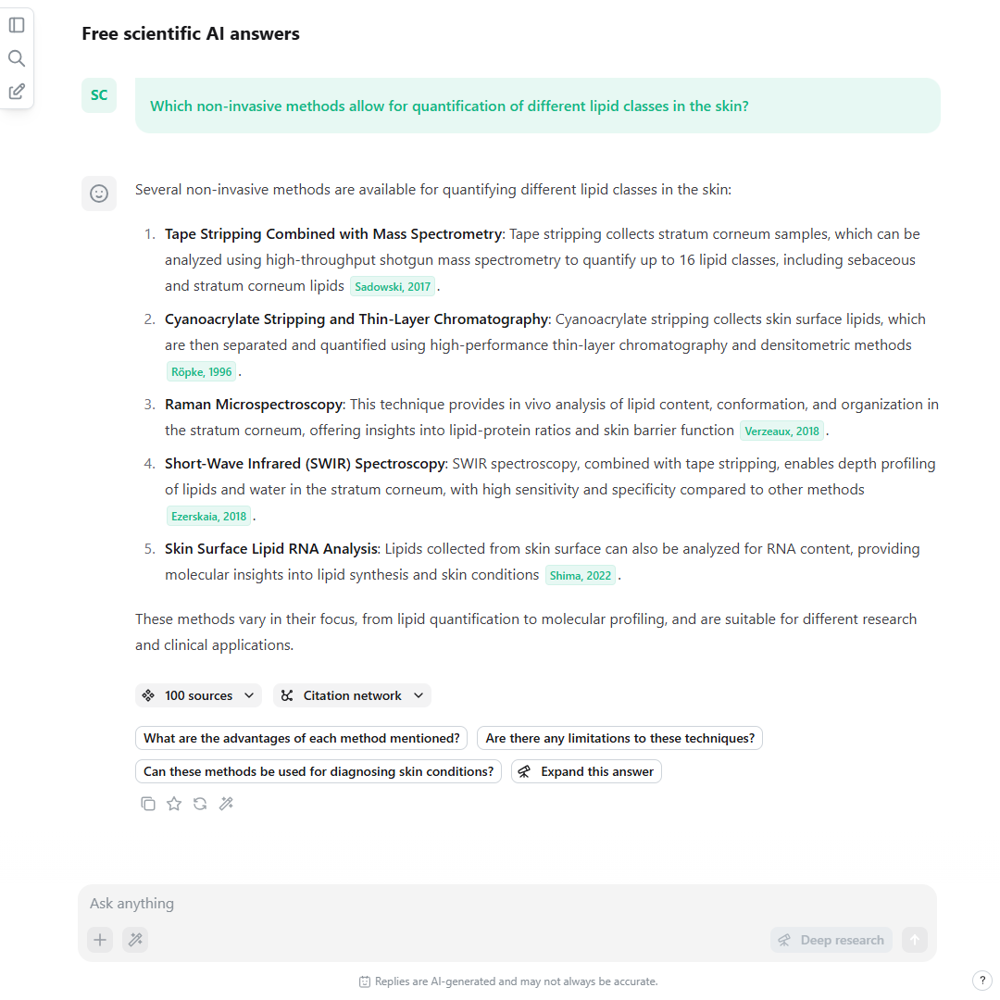 Free scientific AI answers
SC
Which non-invasive methods allow for quantification of different lipid classes in the skin?
Several non-invasive methods are available for quantifying different lipid classes in the skin:
1. Tape Stripping Combined with Mass Spectrometry: Tape stripping collects stratum corneum samples, which can be
analyzed using high-throughput shotgun mass spectrometry to quantify up to 16 lipid classes, including sebaceous
and stratum corneum lipids Sadowski, 2017 .
2. Cyanoacrylate Stripping and Thin-Layer Chromatography: Cyanoacrylate stripping collects skin surface lipids, which
are then separated and quantified using high-performance thin-layer chromatography and densitometric methods
Röpke, 1996 .
3. Raman Microspectroscopy: This technique provides in vivo analysis of lipid content, conformation, and organization in
the stratum corneum, offering insights into lipid-protein ratios and skin barrier function Verzeaux, 2018 .
4. Short-Wave Infrared (SWIR) Spectroscopy: SWIR spectroscopy, combined with tape stripping, enables depth profiling
of lipids and water in the stratum corneum, with high sensitivity and specificity compared to other methods
Ezerskaia, 2018 .
5. Skin Surface Lipid RNA Analysis: Lipids collected from skin surface can also be analyzed for RNA content, providing
molecular insights into lipid synthesis and skin conditions Shima, 2022 .
These methods vary in their focus, from lipid quantification to molecular profiling, and are suitable for different research
and clinical applications.
100 sources Citation network
What are the advantages of each method mentioned? Are there any limitations to these techniques?
Can these methods be used for diagnosing skin conditions? Expand this answer
Ask anything
Deep research
Replies are AI-generated and may not always be accurate.
?